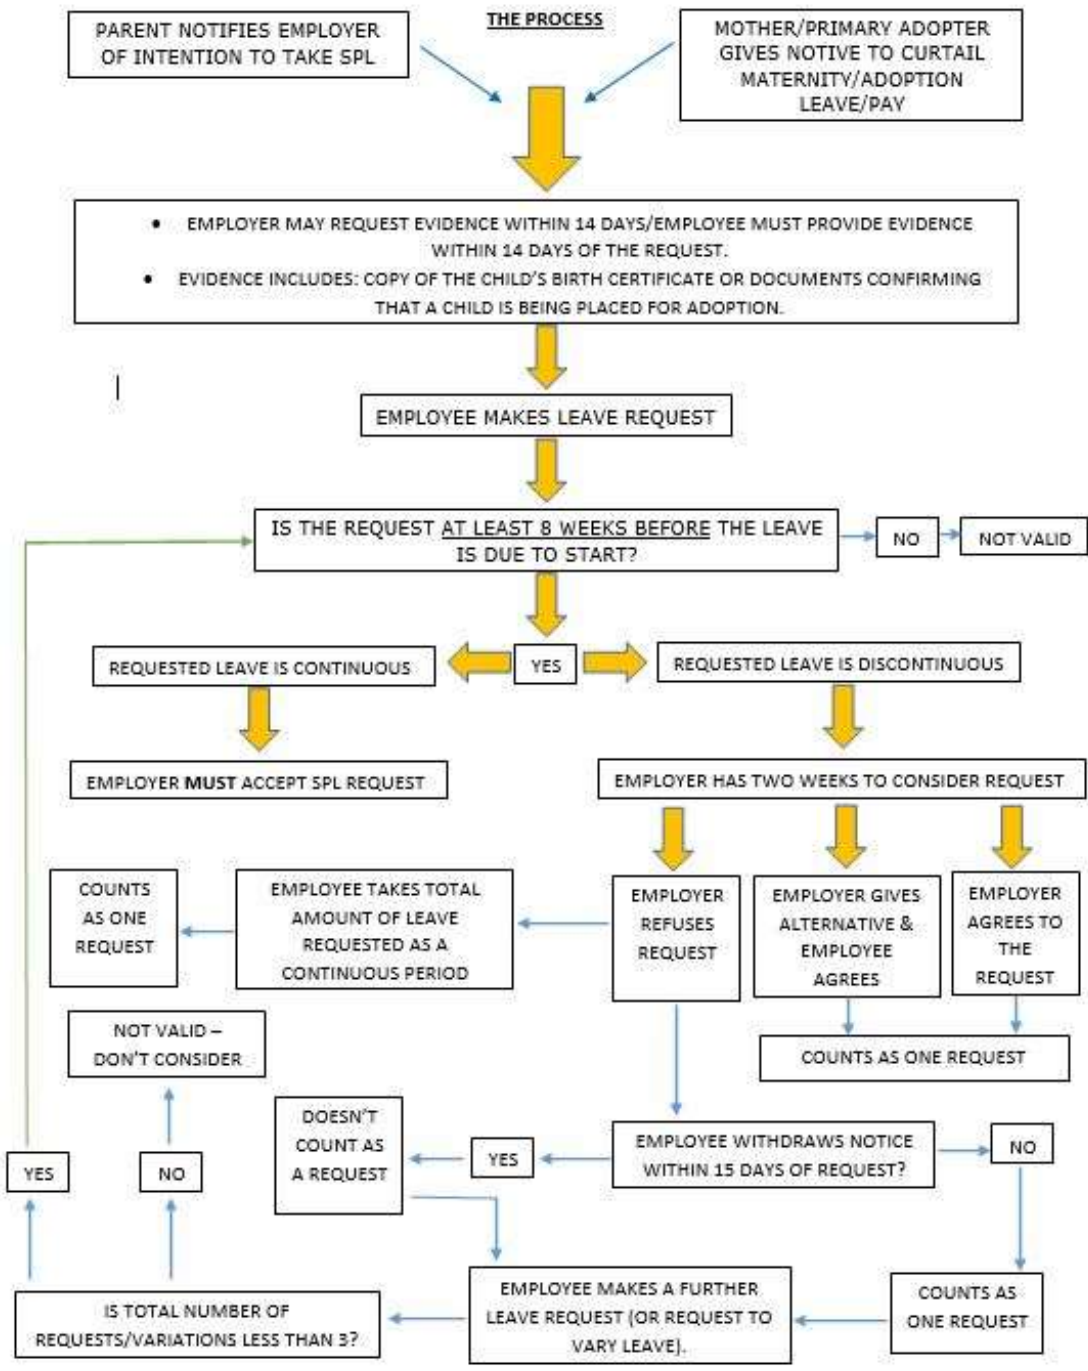 THE PROCESS
PARENT NOTIFIES EMPLOYER
OF INTENTION TO TAKE SPL
MOTHER/PRIMARY ADOPTER
GIVES NOTIVE TO CURTAIL
MATERNITY/ADOPTION
LEAVE/PAY
• EMPLOYER MAY REQUEST EVIDENCE WITHIN 14 DAYS/EMPLOYEE MUST PROVIDE EVIDENCE
WITHIN 14 DAYS OF THE REQUEST.
• EVIDENCE INCLUDES: COPY OF THE CHILD'S BIRTH CERTIFICATE OR DOCUMENTS CONFIRMING
THAT A CHILD IS BEING PLACED FOR ADOPTION.
EMPLOYEE MAKES LEAVE REQUEST
IS THE REQUEST AT LEAST 8 WEEKS BEFORE THE LEAVE
IS DUE TO START?
NO
NOT VALID
YES
REQUESTED LEAVE IS CONTINUOUS
REQUESTED LEAVE IS DISCONTINUOUS
EMPLOYER MUST ACCEPT SPL REQUEST
EMPLOYER HAS TWO WEEKS TO CONSIDER REQUEST
COUNTS
AS ONE
REQUEST
EMPLOYEE TAKES TOTAL
AMOUNT OF LEAVE
REQUESTED AS A
CONTINUOUS PERIOD
EMPLOYER
REFUSES
REQUEST
EMPLOYER GIVES
ALTERNATIVE &
EMPLOYEE
AGREES
EMPLOYER
AGREES TO
THE
REQUEST
COUNTS AS ONE REQUEST
NOT VALID –
DON'T CONSIDER
DOESN'T
COUNT AS
A REQUEST
YES
EMPLOYEE WITHDRAWS NOTICE
WITHIN 15 DAYS OF REQUEST?
NO
YES
NO
IS TOTAL NUMBER OF
REQUESTS/VARIATIONS LESS THAN 3?
EMPLOYEE MAKES A FURTHER
LEAVE REQUEST (OR REQUEST TO
VARY LEAVE).
COUNTS AS
ONE REQUEST